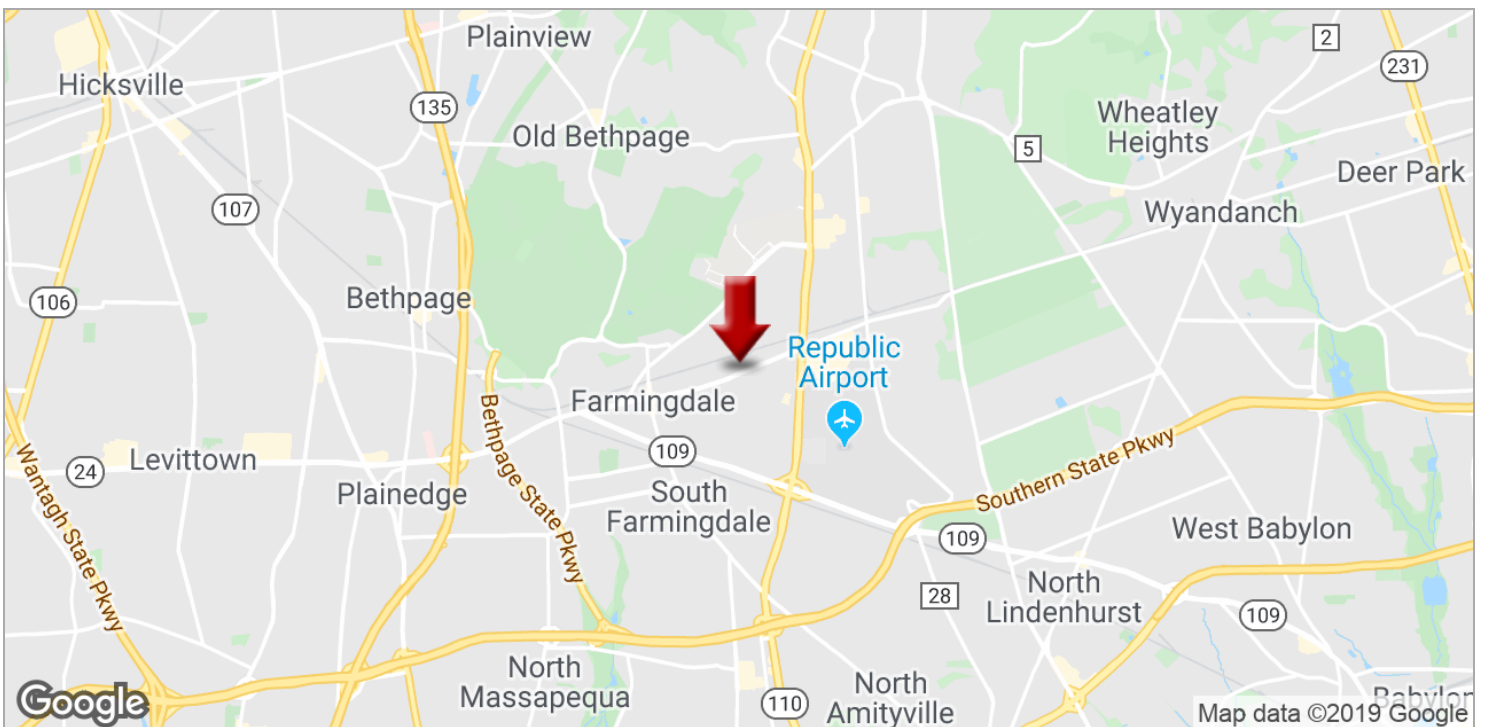 Plainview
2
231
Hicksville
135
Wheatley
Heights
Old Bethpage
5
Deer Park
107
Wyandanch
106
Bethpage
Republic
Airport
Farmingdale
Bethpage State Pkwy
109
Wantagh State Pkwy
24
Levittown
Plainedge
South
Farmingdale
Southern State Pkwy
109
West Babylon
28
North
Lindenhurst
109
North
Massapequa
110
North
Amityville
Babylon
Google
Map data ©2019 Google